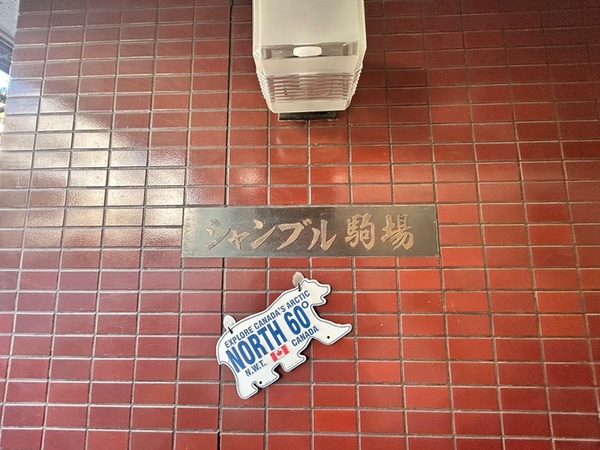 シャンブル駒場
EXPLORE CANADA'S ARCTIC
NORTH 60°
N.W.T. CANADA